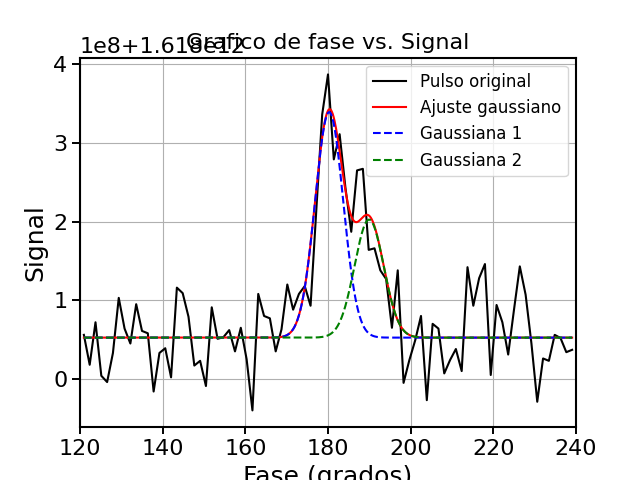 1e8+1.618e12
Grafico de fase vs. Signal
Pulso original
Ajuste gaussiano
Gaussiana 1
Gaussiana 2
Signal
4
3
2
1
0
120 140 160 180 200 220 240
Fase (grados)